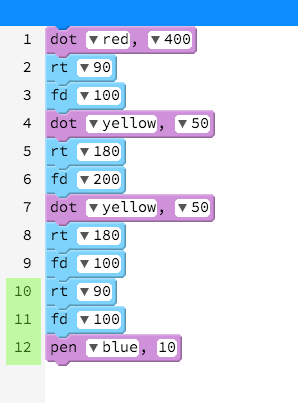 1 dot ▼red, ▼400
2 rt ▼90
3 fd ▼100
4 dot ▼yellow, ▼50
5 rt ▼180
6 fd ▼200
7 dot ▼yellow, ▼50
8 rt ▼180
9 fd ▼100
10 rt ▼90
11 fd ▼100
12 pen ▼blue, 10